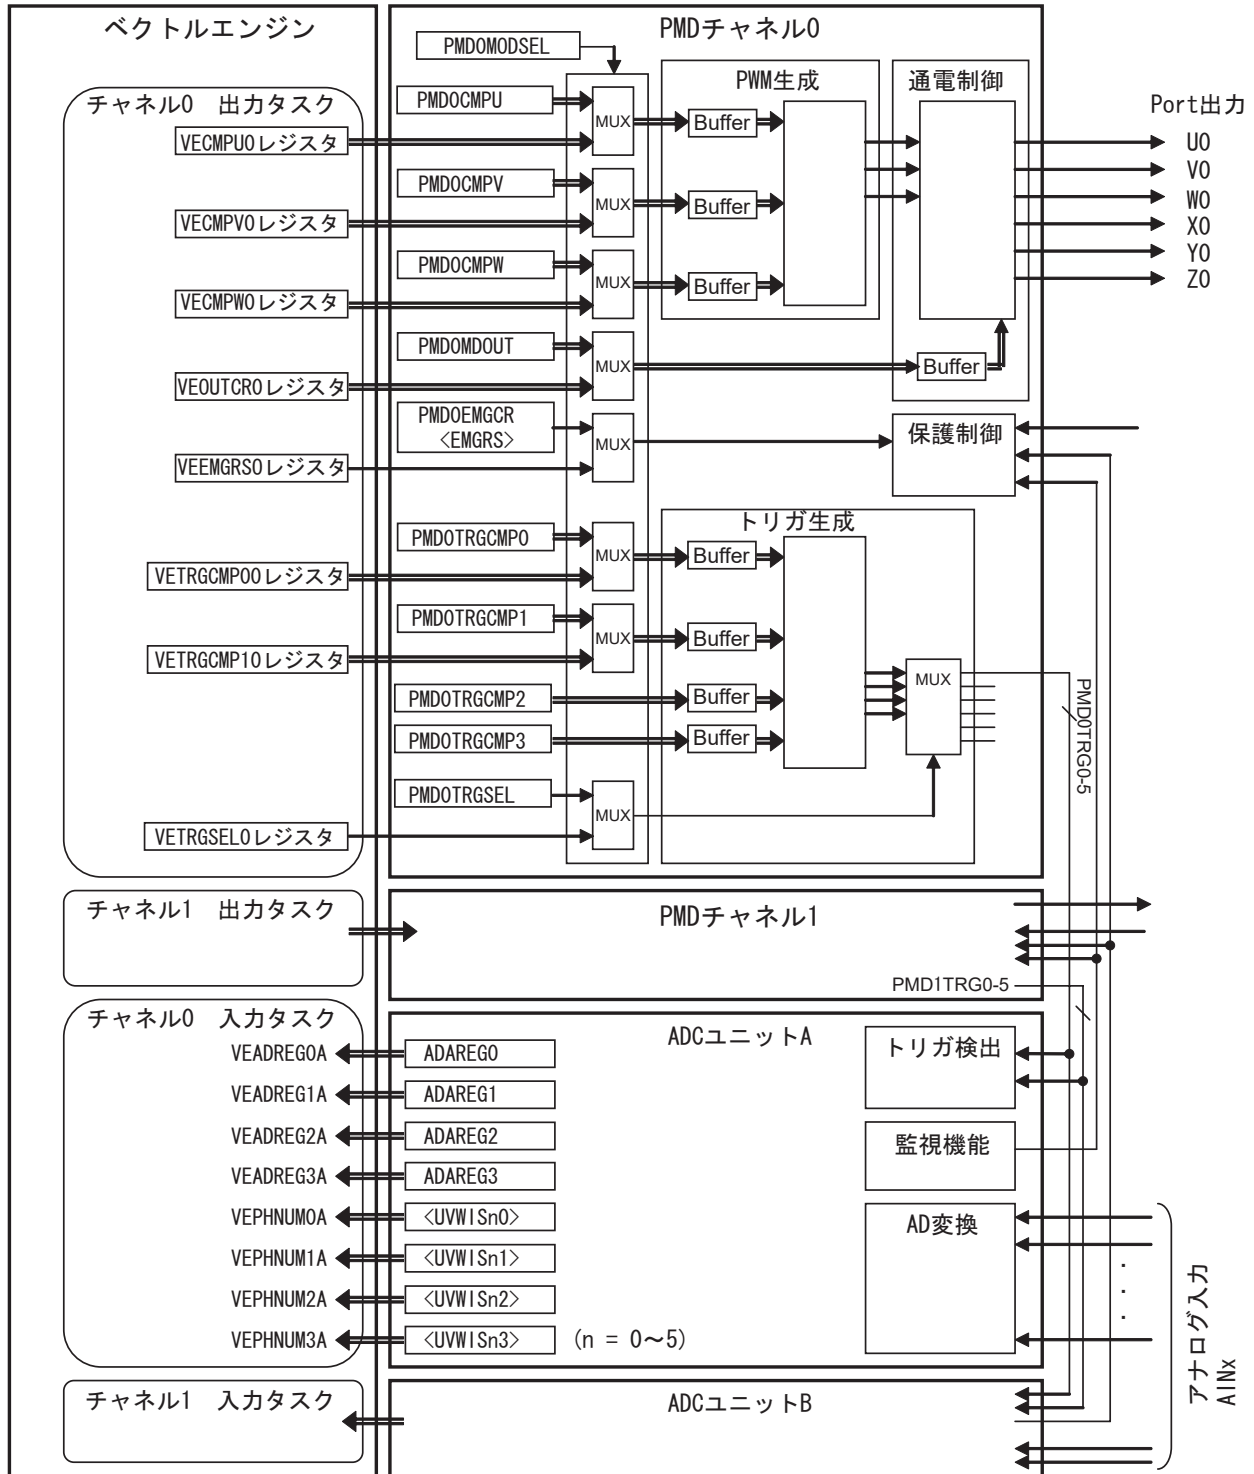 ベクトルエンジン
PMDチャネル0
PMD0MODSEL
PWM生成
通電制御
チャネル0 出力タスク
PMD0CMPU
MUX
Buffer
Port出力
VECMPU0レジスタ
U0
V0
PMD0CMPV
MUX
Buffer
W0
VECMPV0レジスタ
X0
Y0
PMD0CMPW
MUX
Buffer
Z0
VECMPW0レジスタ
PMD0MDOUT
MUX
Buffer
VEOUTCR0レジスタ
PMD0EMGCR
<EMGRS>
MUX
保護制御
VEEMGRS0レジスタ
トリガ生成
PMD0TRGCMP0
MUX
Buffer
VETRGCMP00レジスタ
PMD0TRGCMP1
MUX
Buffer
VETRGCMP10レジスタ
MUX
PMD0TRGCMP2
Buffer
PMD0TRG0-5
PMD0TRGCMP3
Buffer
PMD0TRGSEL
MUX
VETRGSEL0レジスタ
チャネル1 出力タスク
PMDチャネル1
PMD1TRG0-5
チャネル0 入力タスク
ADCユニットA
トリガ検出
VEADREG0A
ADAREG0
VEADREG1A
ADAREG1
VEADREG2A
ADAREG2
監視機能
VEADREG3A
ADAREG3
VEPHNUM0A
<UVWISn0>
AD変換
VEPHNUM1A
<UVWISn1>
VEPHNUM2A
<UVWISn2>
VEPHNUM3A
<UVWISn3>
(n = 0～5)
アナログ入力
AINx
チャネル1 入力タスク
ADCユニットB